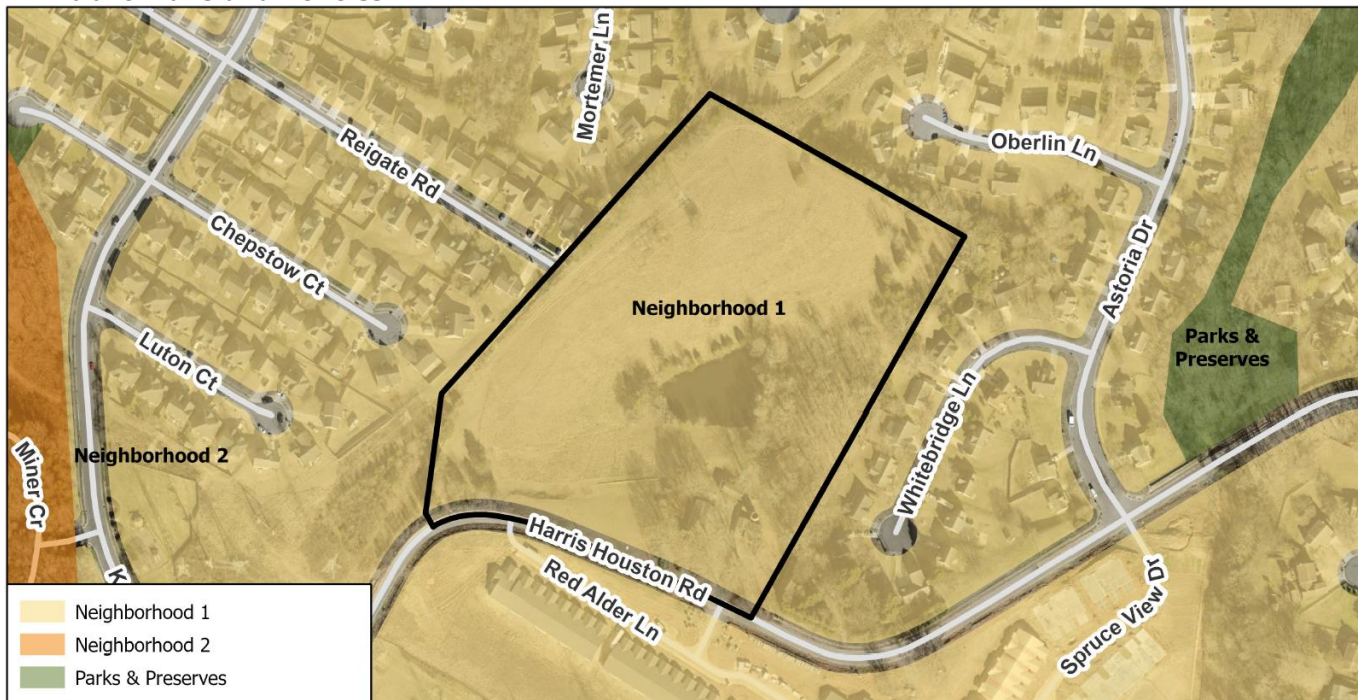 Mortemer Ln
Reigate Rd
Oberlin Ln
Chepstow Ct
Astoria Dr
Neighborhood 1
Luton Ct
Parks &
Preserves
Whitebridge Ln
Neighborhood 2
Miner Cr
Harris Houston Rd
Red Alder Ln
Spruce View Dr
K
Neighborhood 1
Neighborhood 2
Parks & Preserves